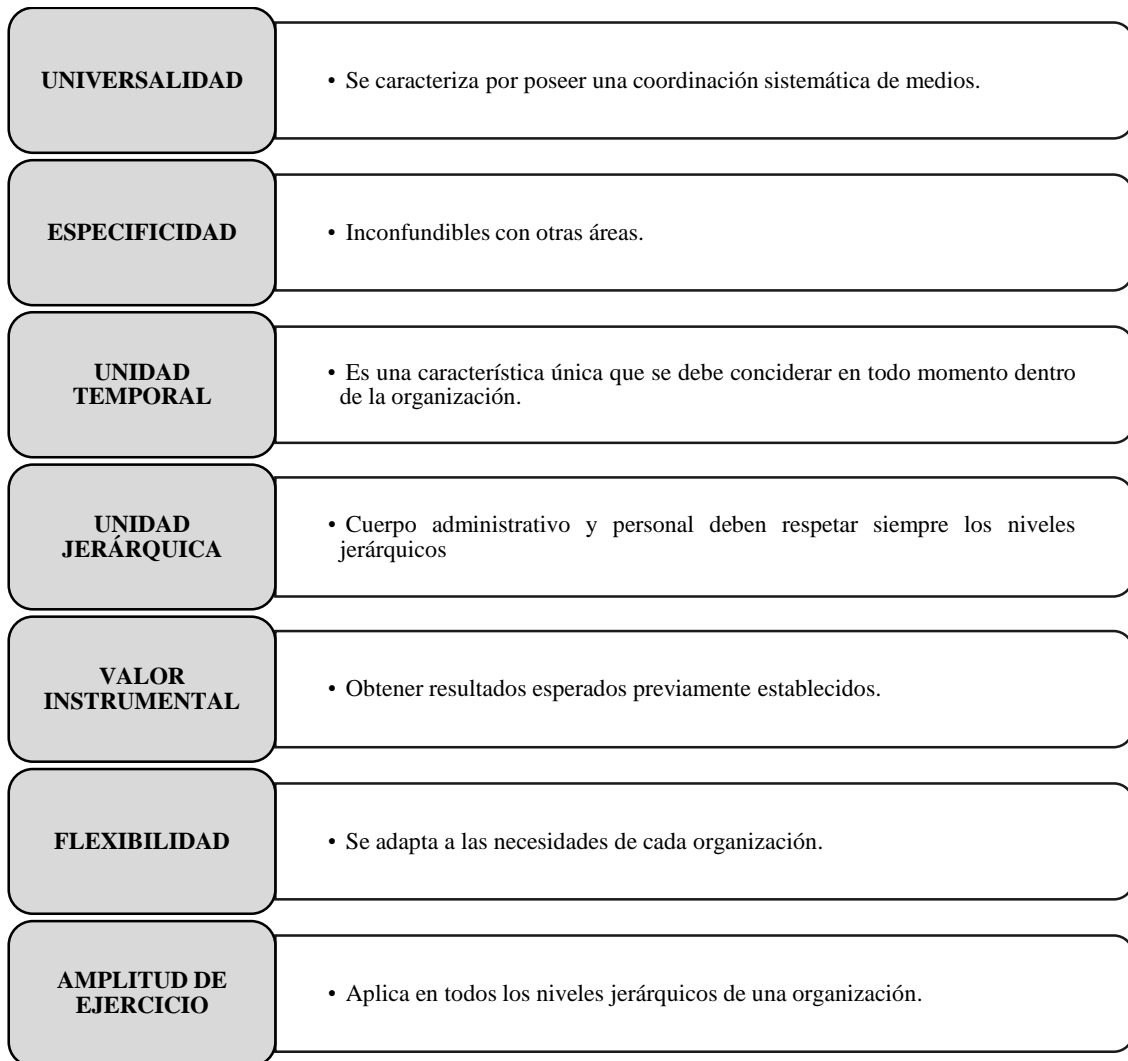 UNIVERSALIDAD
• Se caracteriza por poseer una coordinación sistemática de medios.
ESPECIFICIDAD
• Inconfundibles con otras áreas.
UNIDAD
TEMPORAL
• Es una característica única que se debe conciderar en todo momento dentro
de la organización.
UNIDAD
JERÁRQUICA
• Cuerpo administrativo y personal deben respetar siempre los niveles
jerárquicos
VALOR
INSTRUMENTAL
• Obtener resultados esperados previamente establecidos.
FLEXIBILIDAD
• Se adapta a las necesidades de cada organización.
AMPLITUD DE
EJERCICIO
• Aplica en todos los niveles jerárquicos de una organización.